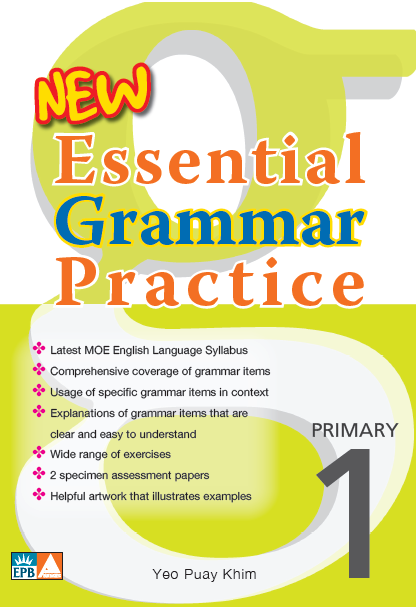 NEW
Essential
Grammar
Practice
❖ Latest MOE English Language Syllabus
❖ Comprehensive coverage of grammar items
❖ Usage of specific grammar items in context
❖ Explanations of grammar items that are
clear and easy to understand
❖ Wide range of exercises
❖ 2 specimen assessment papers
❖ Helpful artwork that illustrates examples
PRIMARY
1
EPB
Yeo Puay Khim